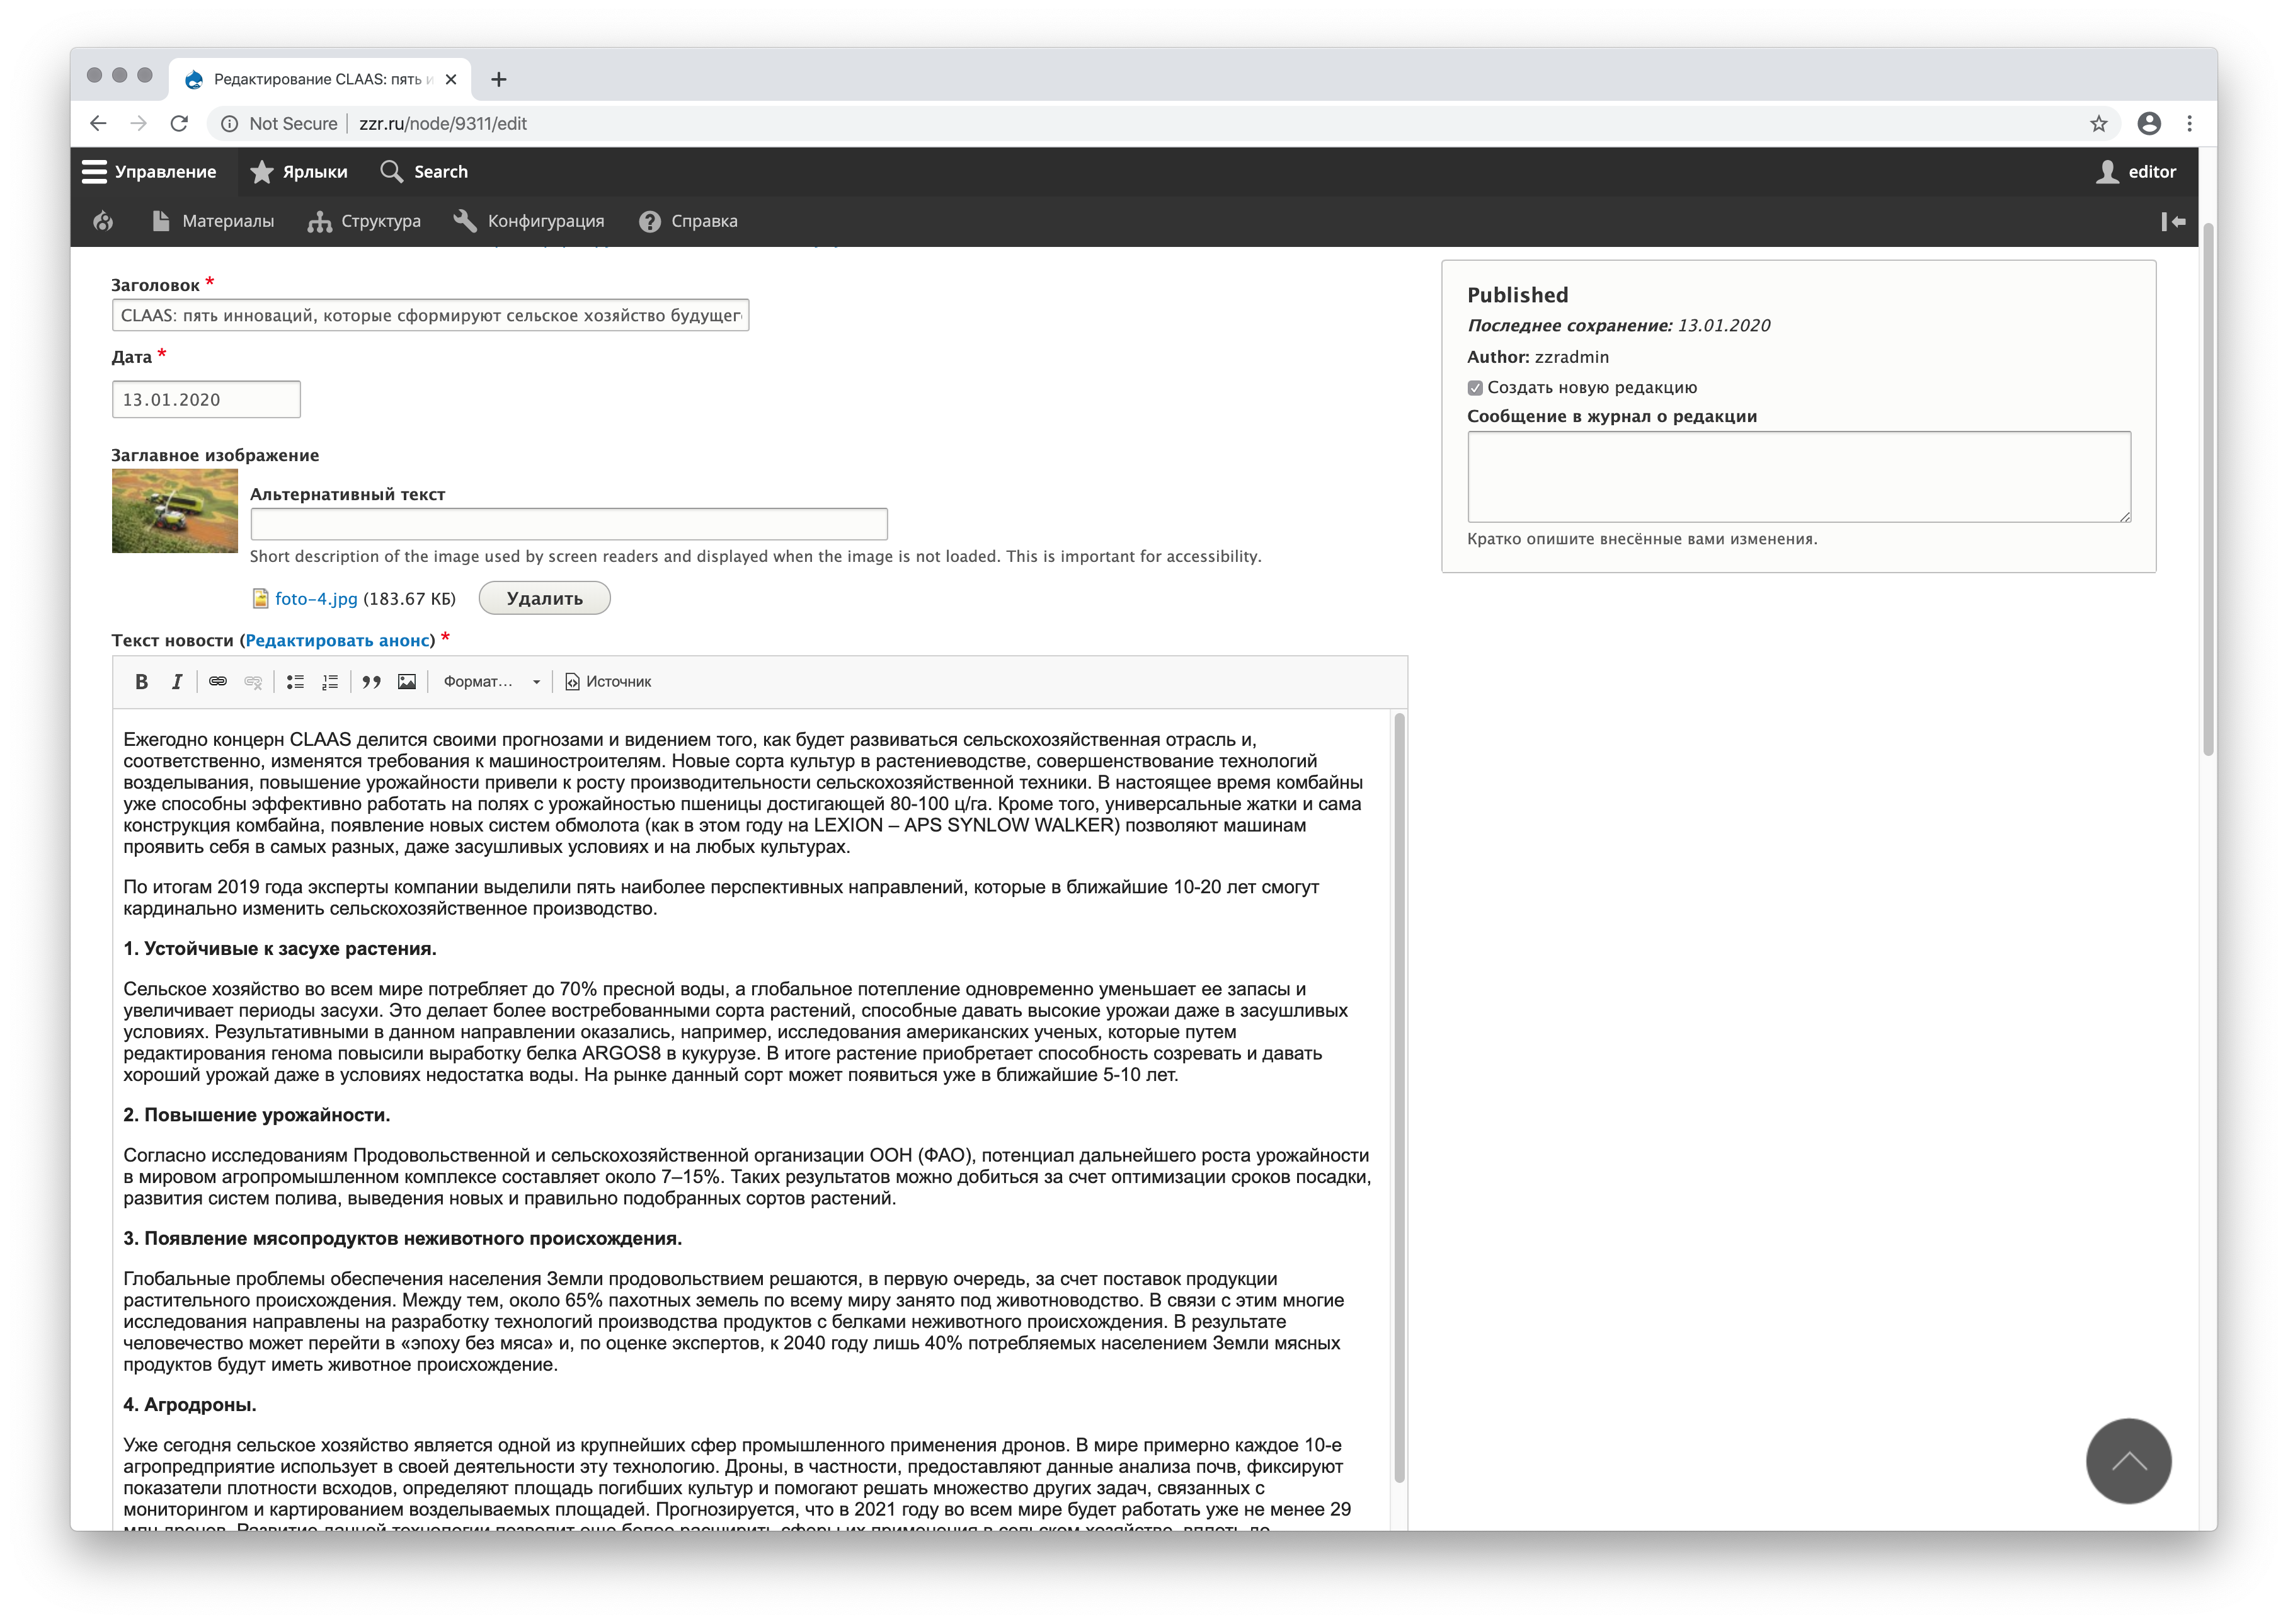 Редактирование CLAAS: пять и
Not Secure
zzr.ru/node/9311/edit
Управление
Ярлыки
Search
editor
Материалы
Структура
Конфигурация
Справка
Заголовок *
CLAAS: пять инноваций, которые сформируют сельское хозяйство будущег
Дата *
13.01.2020
Заглавное изображение
Альтернативный текст
Short description of the image used by screen readers and displayed when the image is not loaded. This is important for accessibility.
foto-4.jpg (183.67 КБ)
Удалить
Published
Последнее сохранение: 13.01.2020
Author: zzradmin
Создать новую редакцию
Сообщение в журнал о редакции
Кратко опишите внесённые вами изменения.
Текст новости (Редактировать анонс) *
B I Формат... Источник
Ежегодно концерн CLAAS делится своими прогнозами и видением того, как будет развиваться сельскохозяйственная отрасль и,
соответственно, изменятся требования к машиностроителям. Новые сорта культур в растениеводстве, совершенствование технологий
возделывания, повышение урожайности привели к росту производительности сельскохозяйственной техники. В настоящее время комбайны
уже способны эффективно работать на полях с урожайностью пшеницы достигающей 80-100 ц/га. Кроме того, универсальные жатки и сама
конструкция комбайна, появление новых систем обмолота (как в этом году на LEXION – APS SYNLOW WALKER) позволяют машинам
проявить себя в самых разных, даже засушливых условиях и на любых культурах.
По итогам 2019 года эксперты компании выделили пять наиболее перспективных направлений, которые в ближайшие 10-20 лет смогут
кардинально изменить сельскохозяйственное производство.
1. Устойчивые к засухе растения.
Сельское хозяйство во всем мире потребляет до 70% пресной воды, а глобальное потепление одновременно уменьшает ее запасы и
увеличивает периоды засухи. Это делает более востребованными сорта растений, способные давать высокие урожаи даже в засушливых
условиях. Результативными в данном направлении оказались, например, исследования американских ученых, которые путем
редактирования генома повысили выработку белка ARGOS8 в кукурузе. В итоге растение приобретает способность созревать и давать
хороший урожай даже в условиях недостатка воды. На рынке данный сорт может появиться уже в ближайшие 5-10 лет.
2. Повышение урожайности.
Согласно исследованиям Продовольственной и сельскохозяйственной организации ООН (ФАО), потенциал дальнейшего роста урожайности
в мировом агропромышленном комплексе составляет около 7–15%. Таких результатов можно добиться за счет оптимизации сроков посадки,
развития систем полива, выведения новых и правильно подобранных сортов растений.
3. Появление мясопродуктов неживотного происхождения.
Глобальные проблемы обеспечения населения Земли продовольствием решаются, в первую очередь, за счет поставок продукции
растительного происхождения. Между тем, около 65% пахотных земель по всему миру занято под животноводство. В связи с этим многие
исследования направлены на разработку технологий производства продуктов с белками неживотного происхождения. В результате
человечество может перейти в «эпоху без мяса» и, по оценке экспертов, к 2040 году лишь 40% потребляемых населением Земли мясных
продуктов будут иметь животное происхождение.
4. Агродроны.
Уже сегодня сельское хозяйство является одной из крупнейших сфер промышленного применения дронов. В мире примерно каждое 10-е
агропредприятие использует в своей деятельности эту технологию. Дроны, в частности, предоставляют данные анализа почв, фиксируют
показатели плотности всходов, определяют площадь погибших культур и помогают решать множество других задач, связанных с
мониторингом и картированием возделываемых площадей. Прогнозируется, что в 2021 году во всем мире будет работать уже не менее 29
млн дронов. Развитие данной технологии позволит еще более расширить сферы их применения в сельском хозяйстве, вплоть до